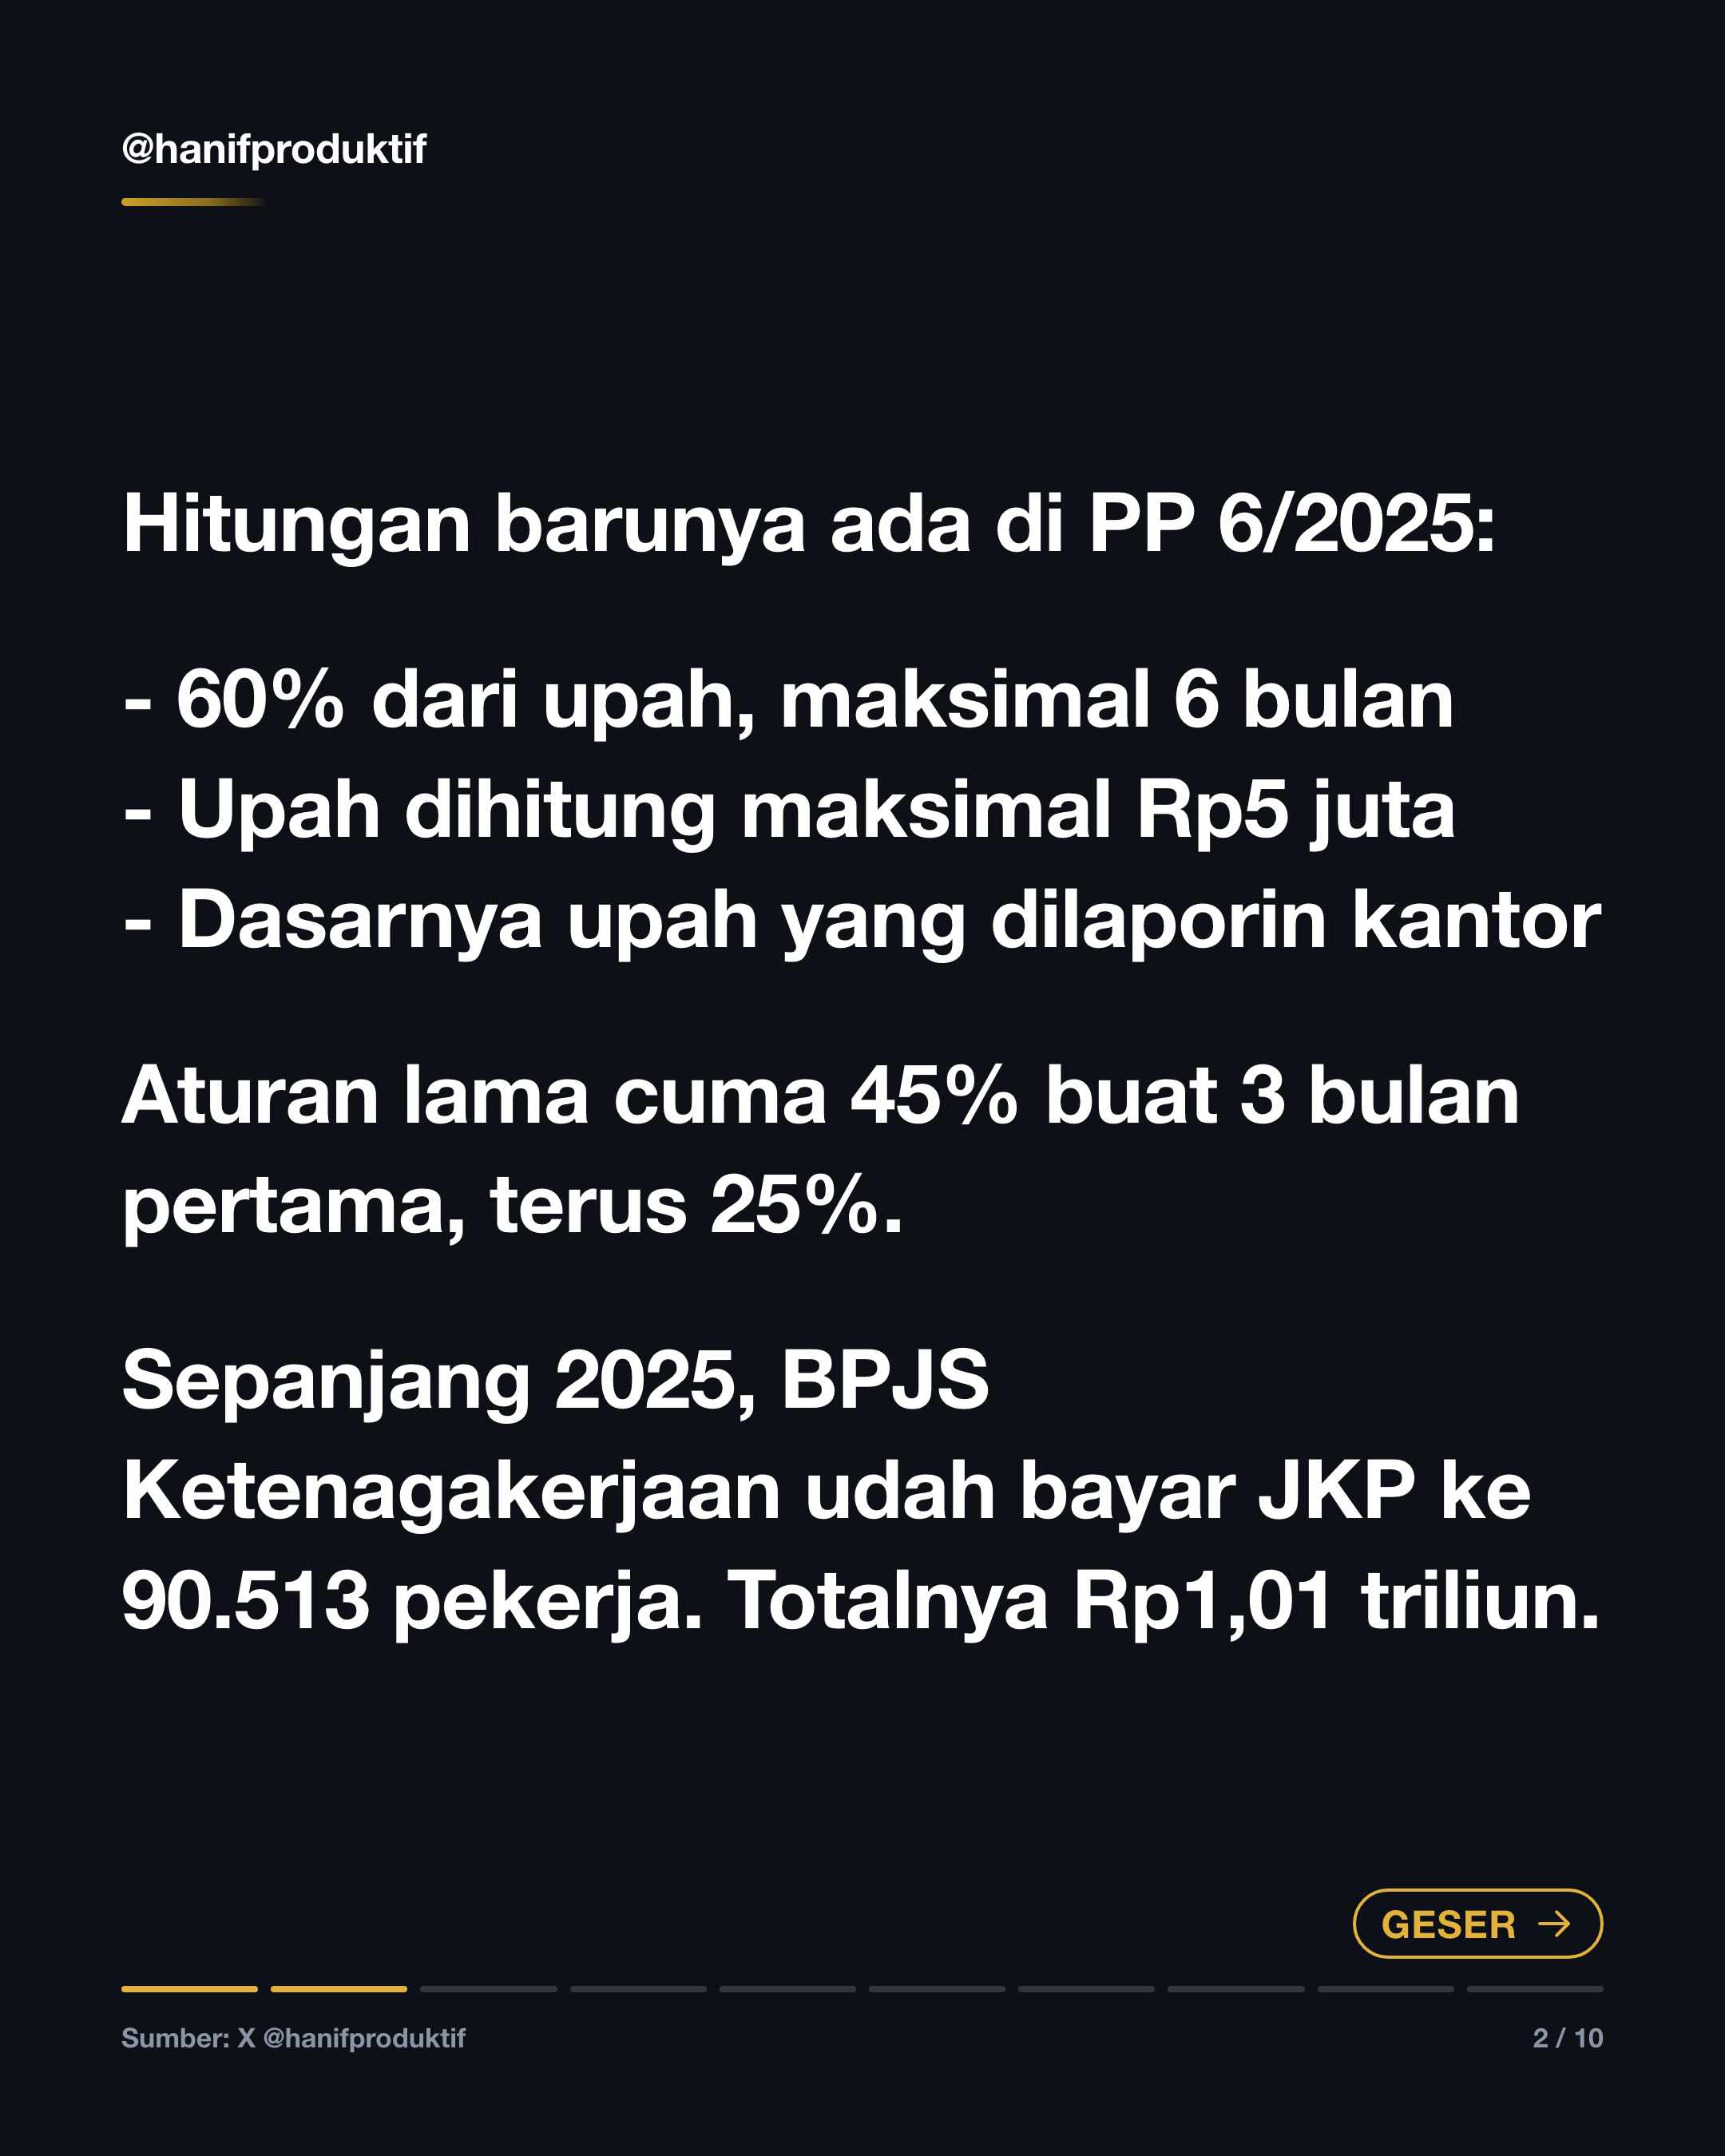 @hanifproduktif
Hitungan barunya ada di PP 6/2025:
- 60% dari upah, maksimal 6 bulan
- Upah dihitung maksimal Rp5 juta
- Dasarnya upah yang dilaporin kantor
Aturan lama cuma 45% buat 3 bulan
pertama, terus 25%.
Sepanjang 2025, BPJS
Ketenagakerjaan udah bayar JKP ke
90.513 pekerja. Totalnya Rp1,01 triliun.
GESER →
Sumber: X @hanifproduktif
2 / 10